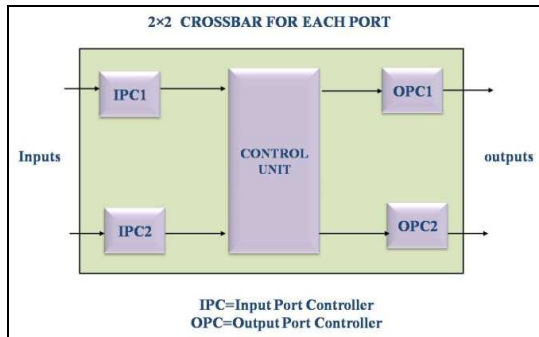 2×2 CROSSBAR FOR EACH PORT
IPC1
OPC1
Inputs
CONTROL
UNIT
outputs
IPC2
OPC2
IPC=Input Port Controller
OPC=Output Port Controller